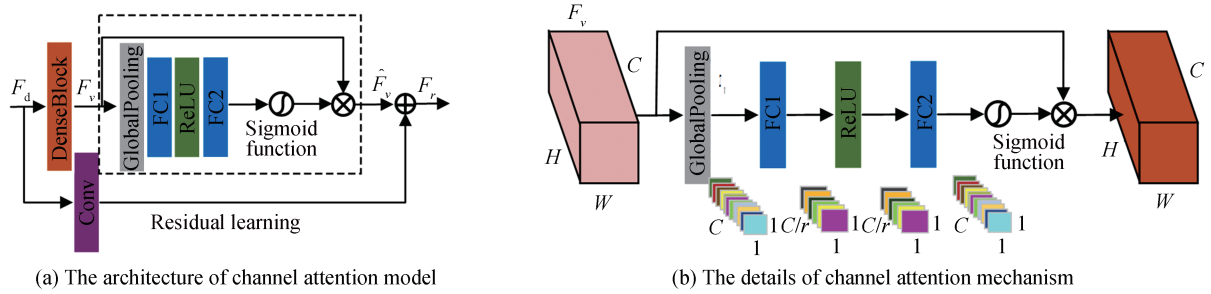 F_d
DenseBlock
F_v
GlobalPooling
FC1
ReLU
FC2
Sigmoid
function
F̂_v
F_r
Conv
Residual learning
(a) The architecture of channel attention model
F_v
C
H
W
GlobalPooling
FC1
ReLU
FC2
Sigmoid
function
C
H
W
C
1
1
C/r
1
1
C/r
1
1
C
1
1
(b) The details of channel attention mechanism